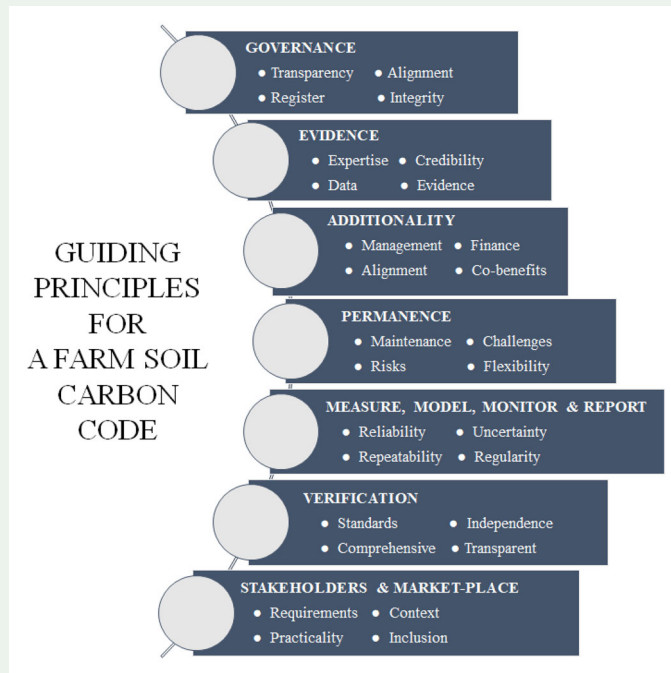 GUIDING
PRINCIPLES
FOR
A FARM SOIL
CARBON
CODE
GOVERNANCE
● Transparency ● Alignment
● Register ● Integrity
EVIDENCE
● Expertise ● Credibility
● Data ● Evidence
ADDITIONALITY
● Management ● Finance
● Alignment ● Co-benefits
PERMANENCE
● Maintenance ● Challenges
● Risks ● Flexibility
MEASURE, MODEL, MONITOR & REPORT
● Reliability ● Uncertainty
● Repeatability ● Regularity
VERIFICATION
● Standards ● Independence
● Comprehensive ● Transparent
STAKEHOLDERS & MARKET-PLACE
● Requirements ● Context
● Practicality ● Inclusion